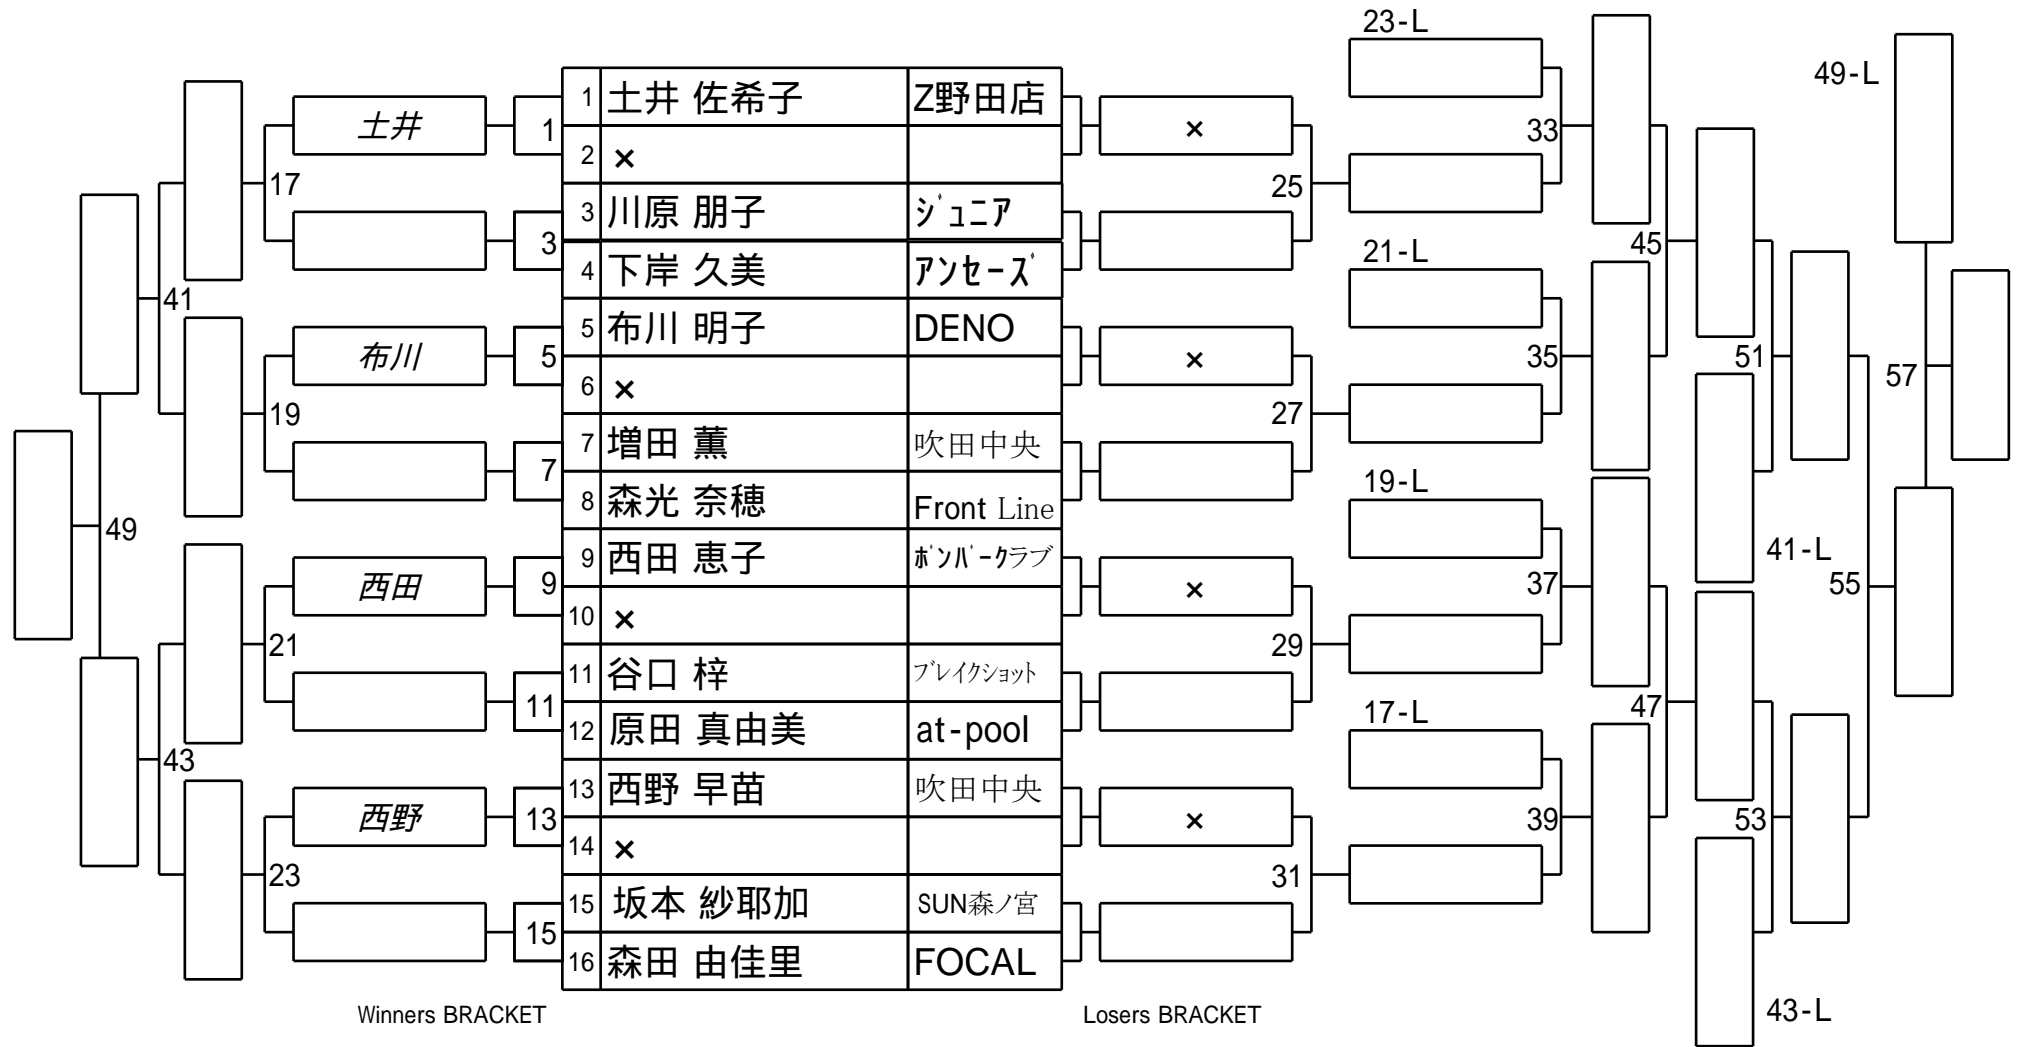 23-L
49-L
1 土井 佐希子 Z野田店
土井 1 × 33
2 ×
17 25
3 川原 朋子 ジュニア
3 45
21-L
4 下岸 久美 アンセーズ
41
5 布川 明子 DENO
布川 5 × 35 51
6 × 57
19 27
7 増田 薫 吹田中央
7
19-L
8 森光 奈穂 Front Line
49
41-L
9 西田 恵子 ボンバークラブ
西田 9 × 37 55
10 ×
21 29
11 谷口 梓 ブレイクショット
11 47
17-L
12 原田 真由美 at-pool
43
13 西野 早苗 吹田中央
西野 13 × 39 53
14 ×
23 31
15 坂本 紗耶加 SUN森ノ宮
15
16 森田 由佳里 FOCAL
Winners BRACKET Losers BRACKET 43-L